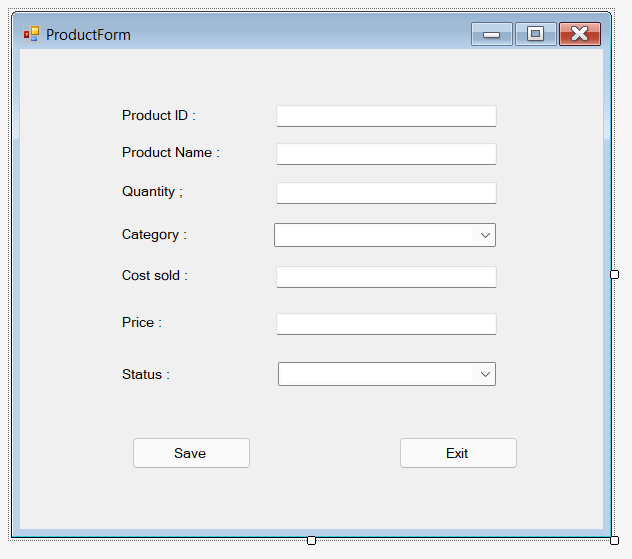 ProductForm
Product ID :
Product Name :
Quantity ;
Category :
Cost sold :
Price :
Status :
Save Exit